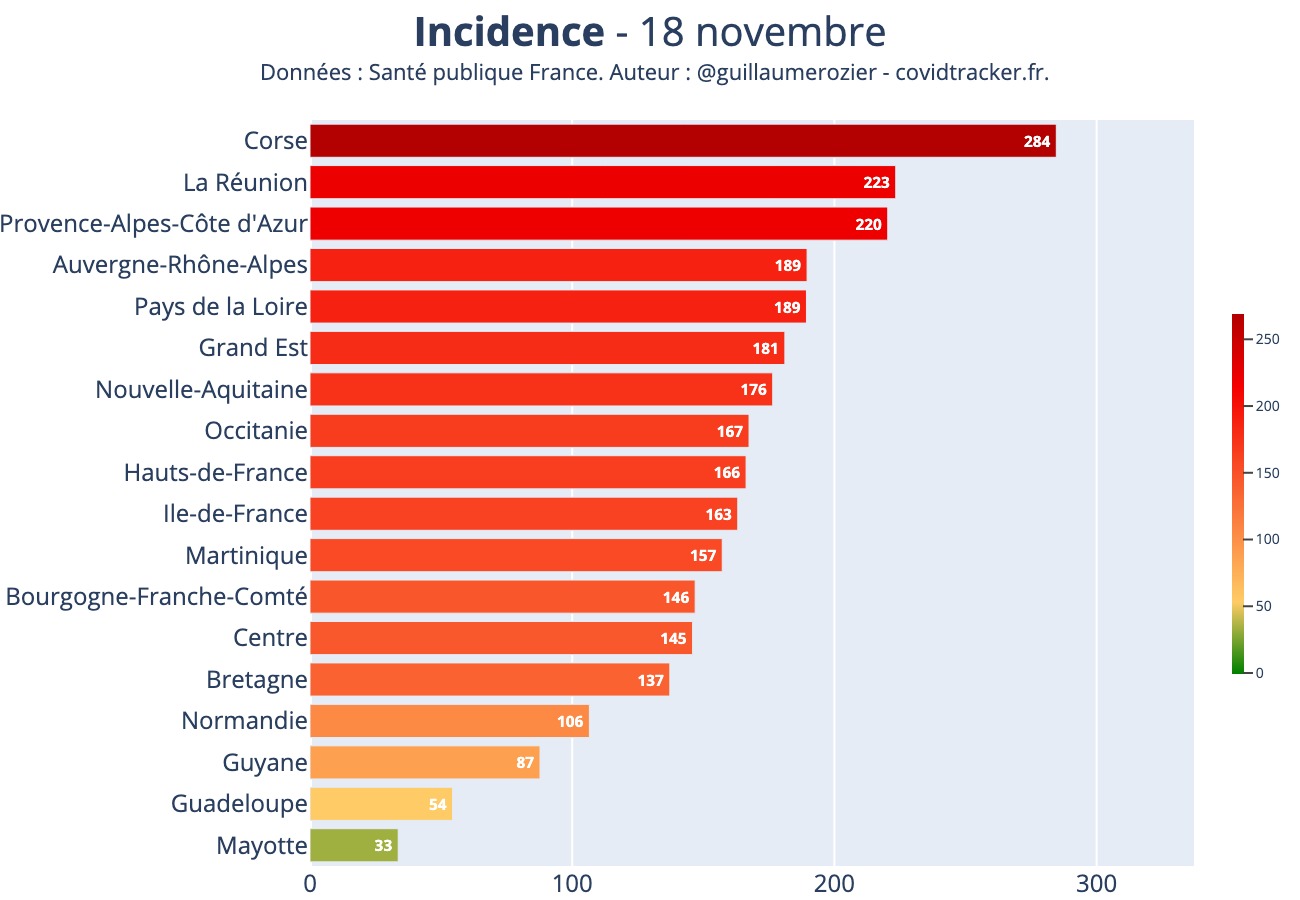 Incidence - 18 novembre
Données : Santé publique France. Auteur : @guillaumerozier - covidtracker.fr.
Corse 284
La Réunion 223
Provence-Alpes-Côte d'Azur 220
Auvergne-Rhône-Alpes 189
Pays de la Loire 189
Grand Est 181
Nouvelle-Aquitaine 176
Occitanie 167
Hauts-de-France 166
Ile-de-France 163
Martinique 157
Bourgogne-Franche-Comté 146
Centre 145
Bretagne 137
Normandie 106
Guyane 87
Guadeloupe 54
Mayotte 33
0 100 200 300
250
200
150
100
50
0